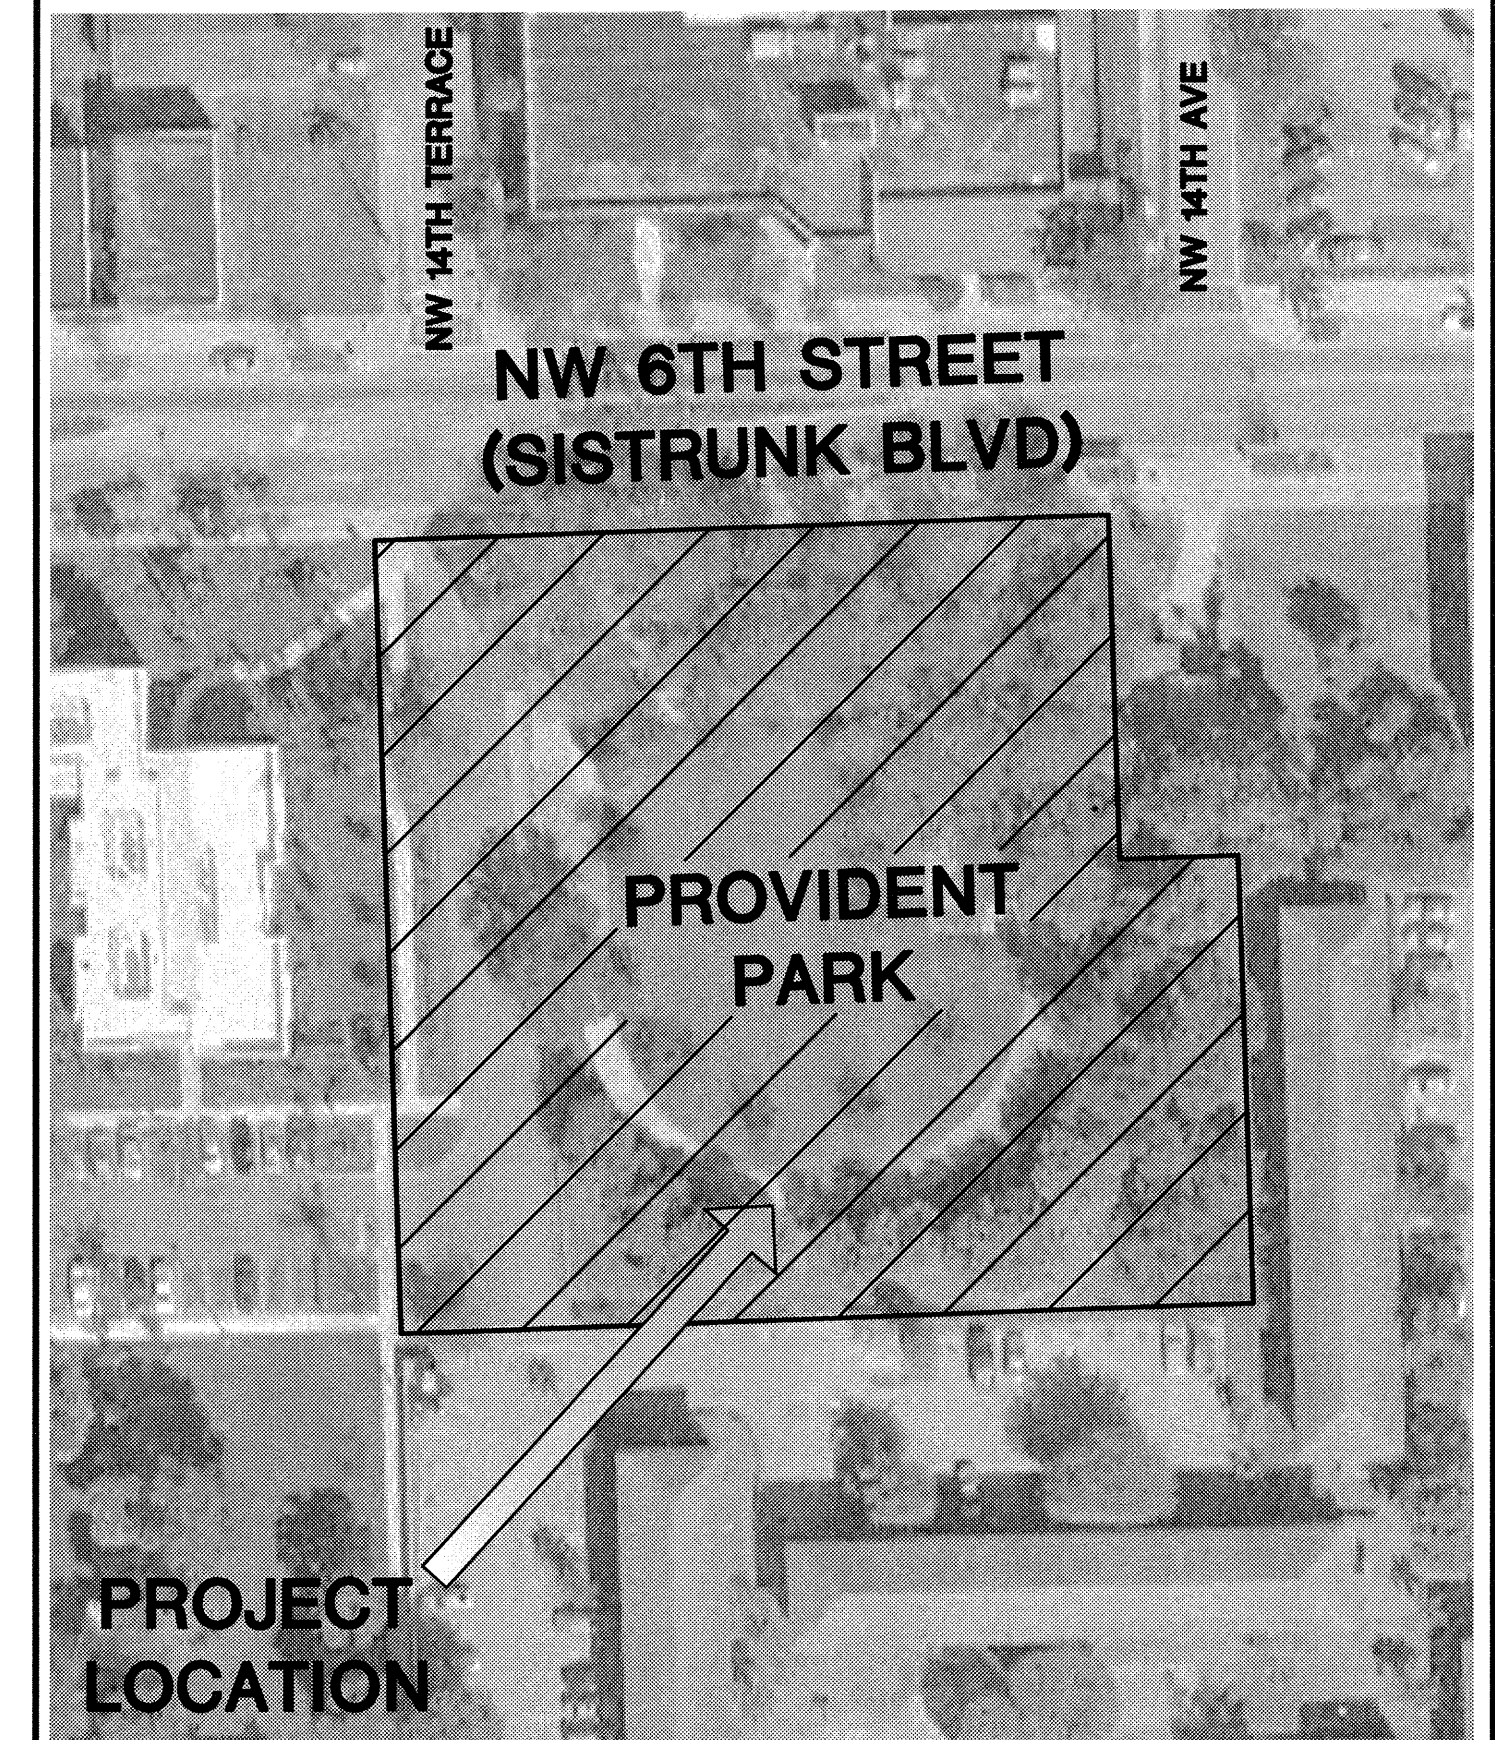 NW 14TH TERRACE
NW 14TH AVE
NW 6TH STREET
(SISTRUNK BLVD)
PROVIDENT
PARK
PROJECT
LOCATION